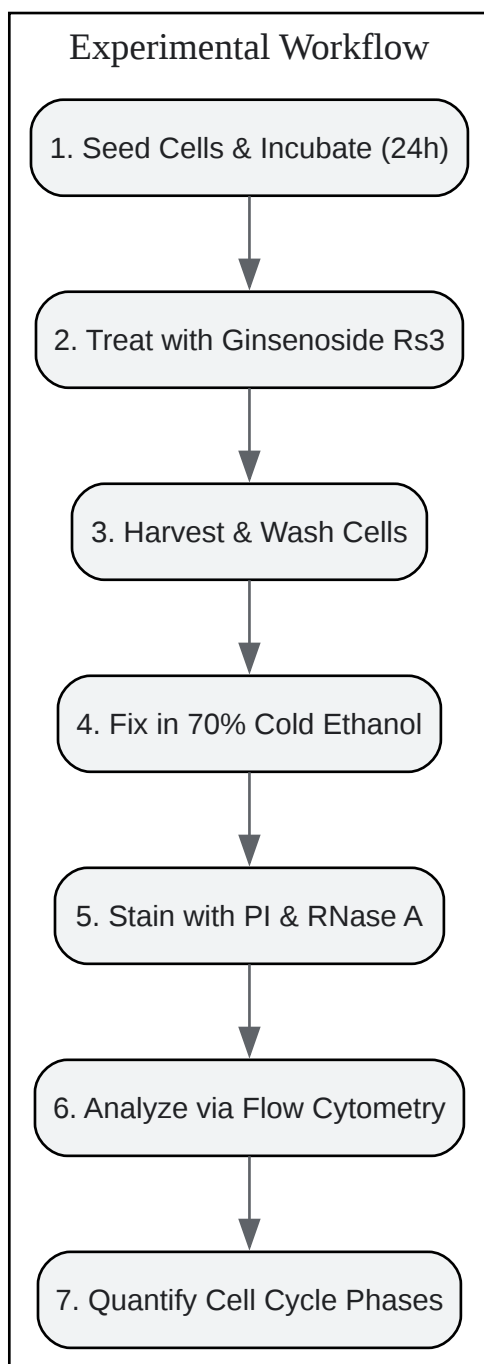 Experimental Workflow
1. Seed Cells & Incubate (24h)
2. Treat with Ginsenoside Rs3
3. Harvest & Wash Cells
4. Fix in 70% Cold Ethanol
5. Stain with PI & RNase A
6. Analyze via Flow Cytometry
7. Quantify Cell Cycle Phases